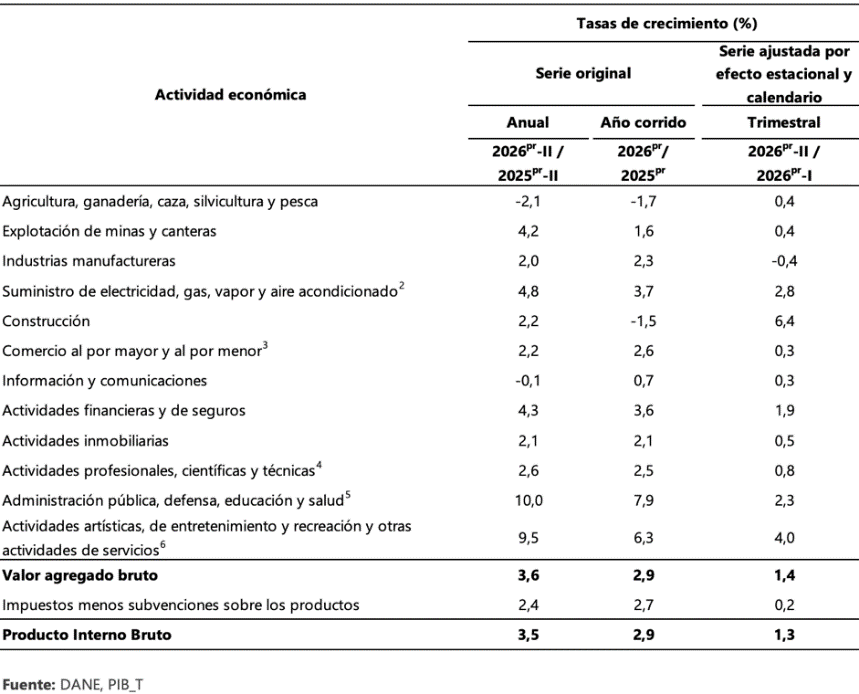 Tasas de crecimiento (%)
Actividad económica
Serie original
Serie ajustada por
efecto estacional y
calendario
Anual Año corrido Trimestral
2026pr-II / 2026pr/ 2026pr-II /
2025pr-II 2025pr 2026pr-I
Agricultura, ganadería, caza, silvicultura y pesca -2,1 -1,7 0,4
Explotación de minas y canteras 4,2 1,6 0,4
Industrias manufactureras 2,0 2,3 -0,4
Suministro de electricidad, gas, vapor y aire acondicionado2 4,8 3,7 2,8
Construcción 2,2 -1,5 6,4
Comercio al por mayor y al por menor3 2,2 2,6 0,3
Información y comunicaciones -0,1 0,7 0,3
Actividades financieras y de seguros 4,3 3,6 1,9
Actividades inmobiliarias 2,1 2,1 0,5
Actividades profesionales, científicas y técnicas4 2,6 2,5 0,8
Administración pública, defensa, educación y salud5 10,0 7,9 2,3
Actividades artísticas, de entretenimiento y recreación y otras
actividades de servicios6 9,5 6,3 4,0
Valor agregado bruto 3,6 2,9 1,4
Impuestos menos subvenciones sobre los productos 2,4 2,7 0,2
Producto Interno Bruto 3,5 2,9 1,3
Fuente: DANE, PIB_T